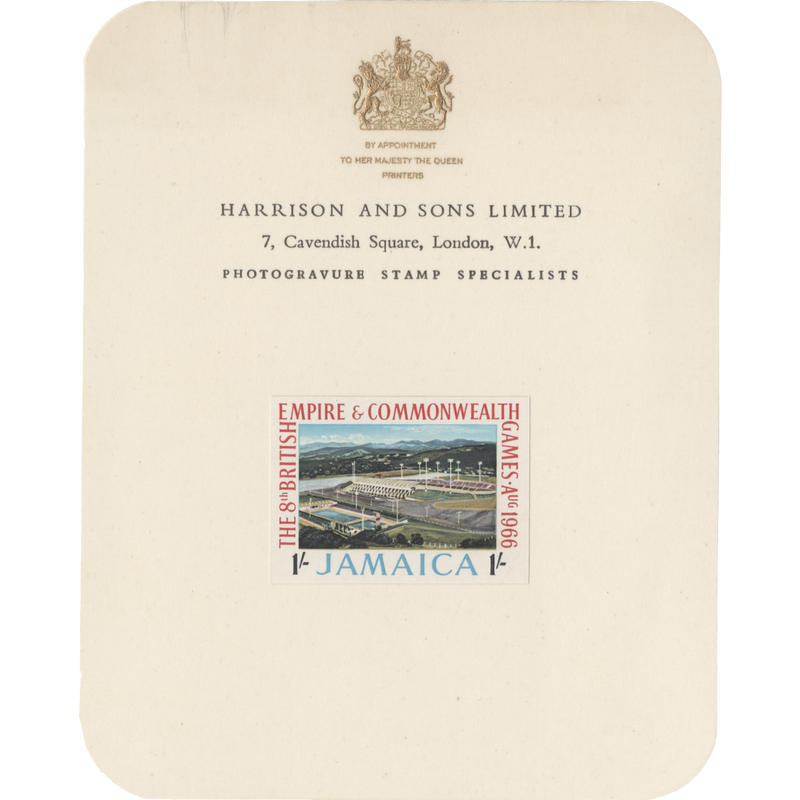 BY APPOINTMENT
TO HER MAJESTY THE QUEEN
PRINTERS
HARRISON AND SONS LIMITED
7, Cavendish Square, London, W.1.
PHOTOGRAVURE STAMP SPECIALISTS
THE 8th BRITISH
EMPIRE & COMMONWEALTH
GAMES·AUG 1966
1/- JAMAICA 1/-